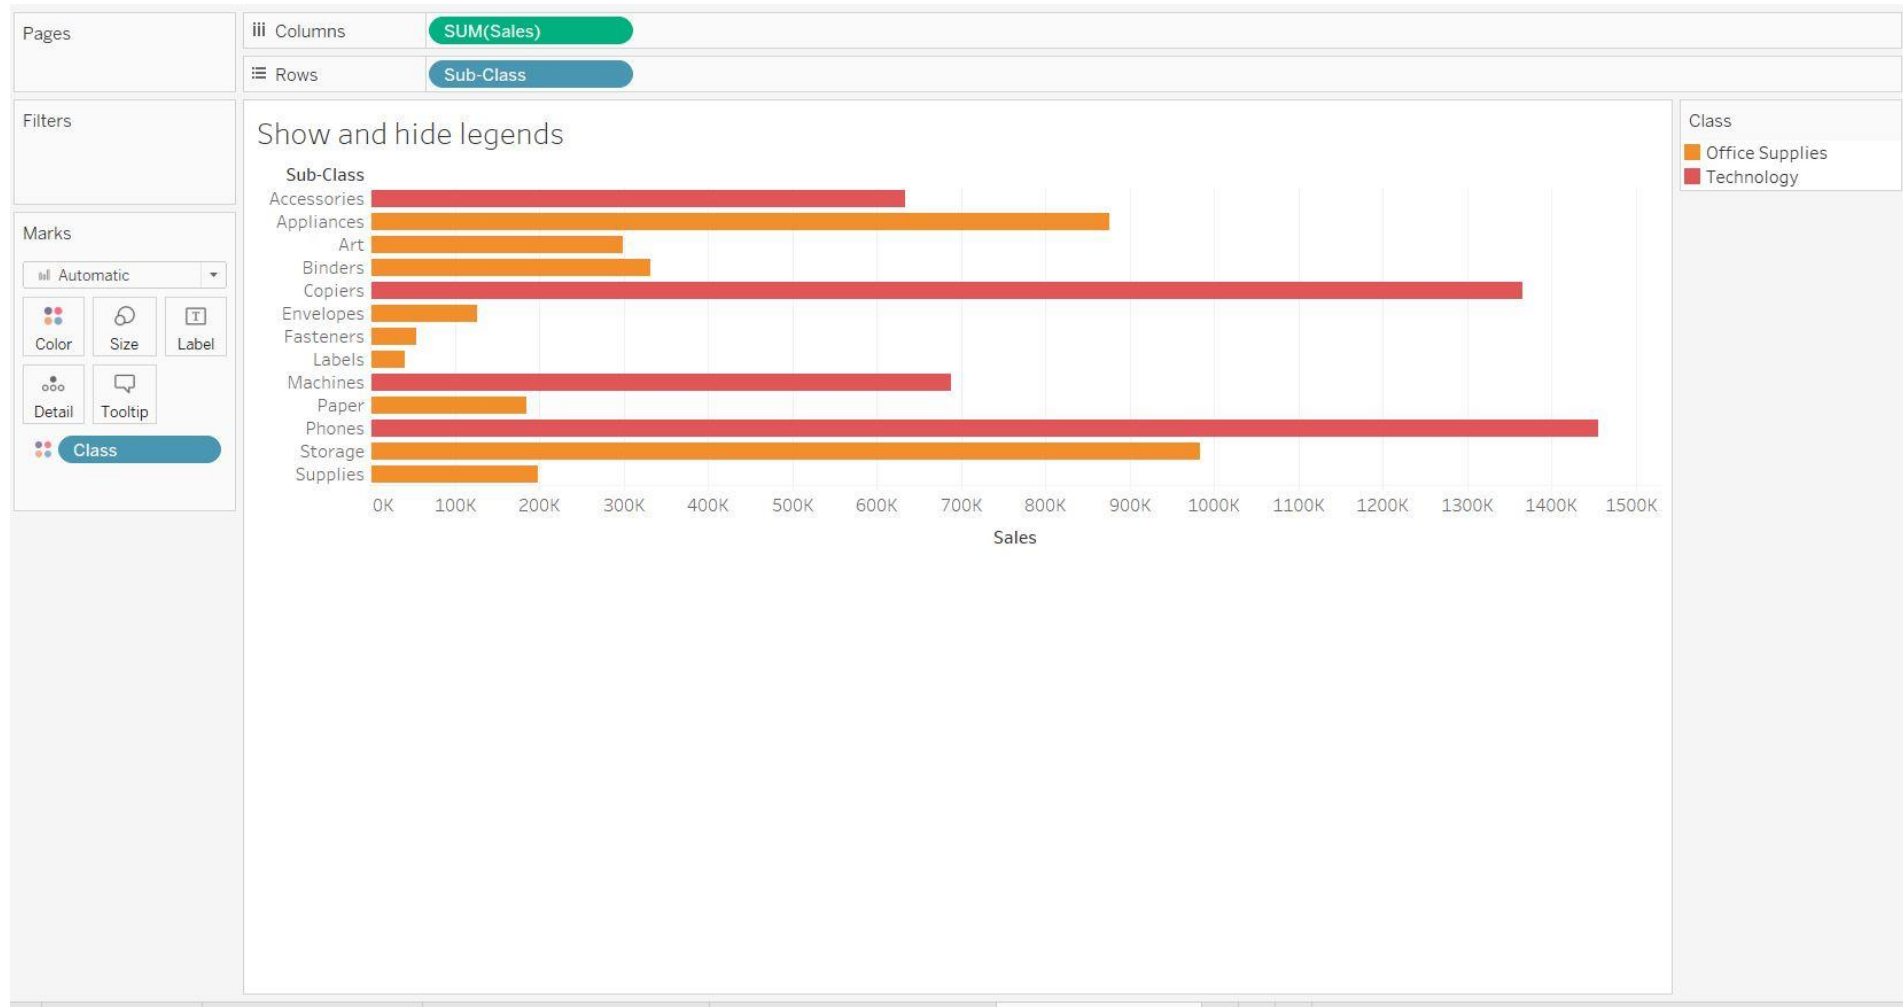 Pages
Columns SUM(Sales)
Rows Sub-Class
Filters
Marks
Automatic
Color Size Label
Detail Tooltip
Class
Show and hide legends
Sub-Class
Accessories
Appliances
Art
Binders
Copiers
Envelopes
Fasteners
Labels
Machines
Paper
Phones
Storage
Supplies
0K 100K 200K 300K 400K 500K 600K 700K 800K 900K 1000K 1100K 1200K 1300K 1400K 1500K
Sales
Class
Office Supplies
Technology